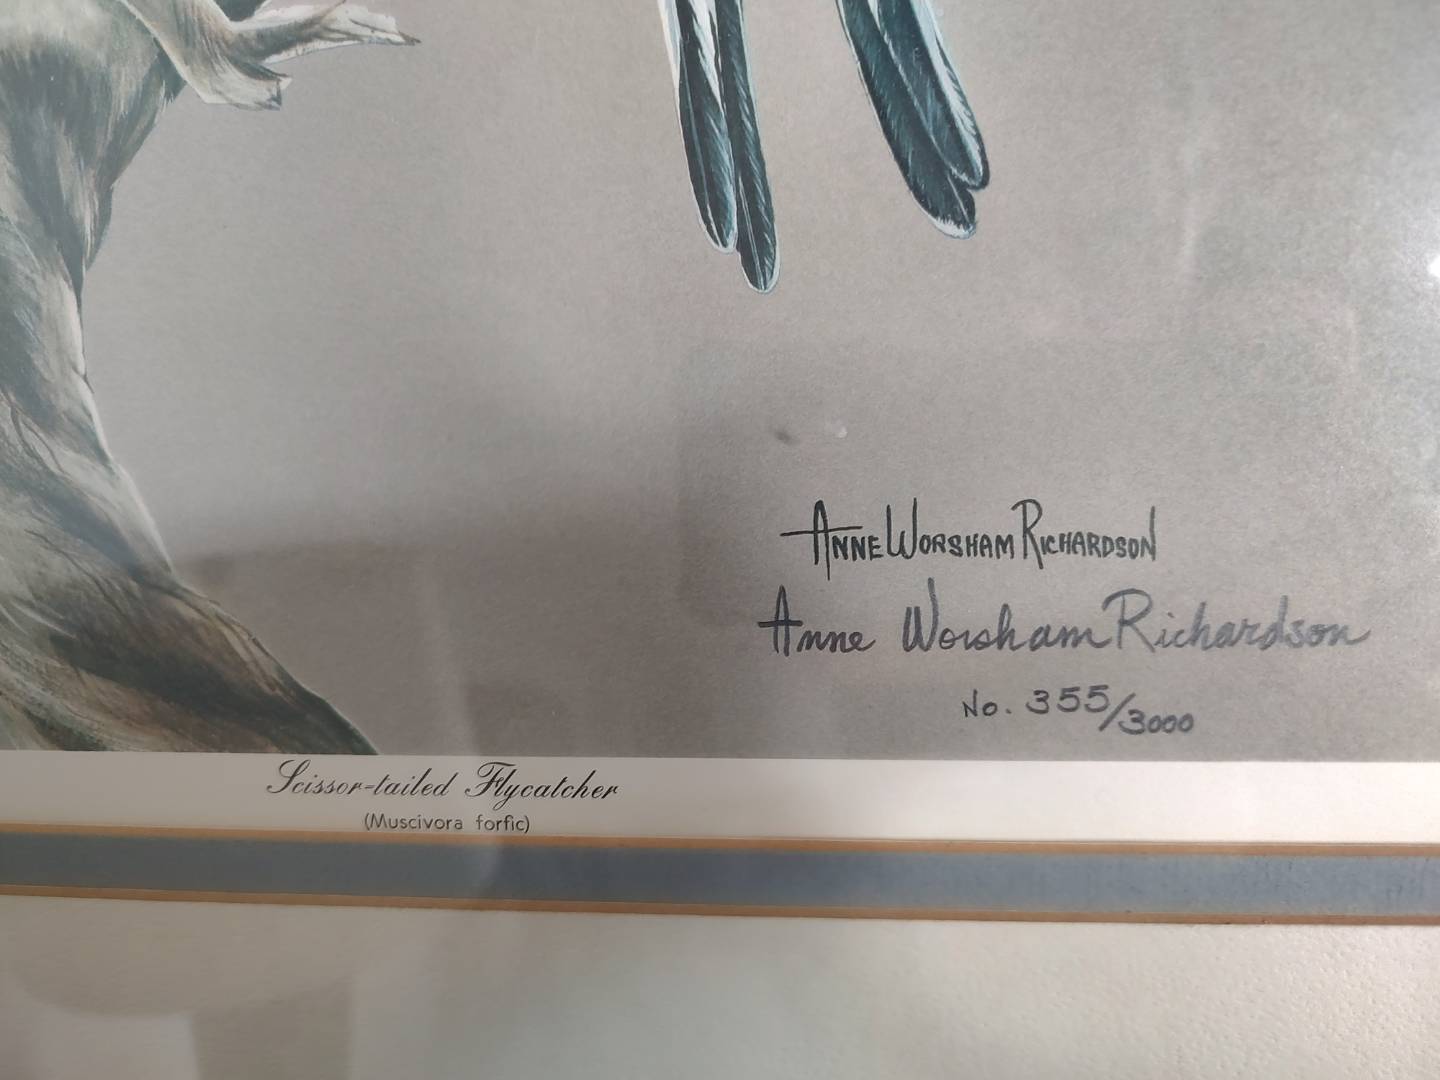 ANNE WORSHAM RICHARDSON
Anne Worsham Richardson
No. 355/3000
Scissor-tailed Flycatcher
(Muscivora forfic)